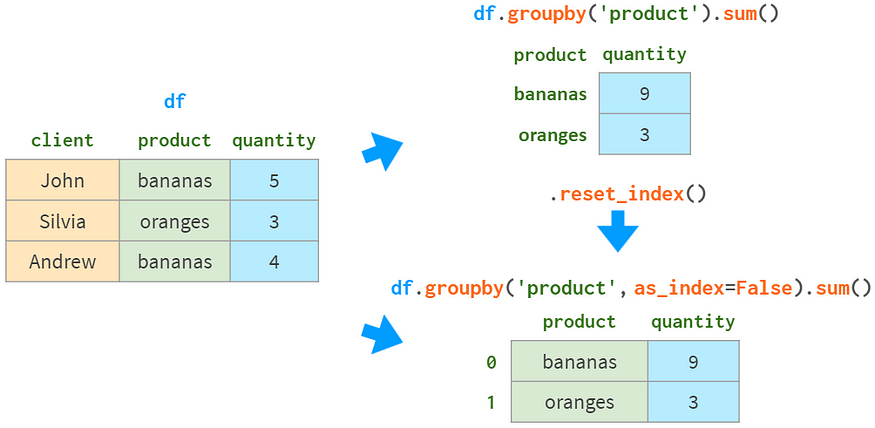 df
client product quantity
John bananas 5
Silvia oranges 3
Andrew bananas 4
df.groupby('product').sum()
product quantity
bananas 9
oranges 3
.reset_index()
df.groupby('product', as_index=False).sum()
product quantity
0 bananas 9
1 oranges 3